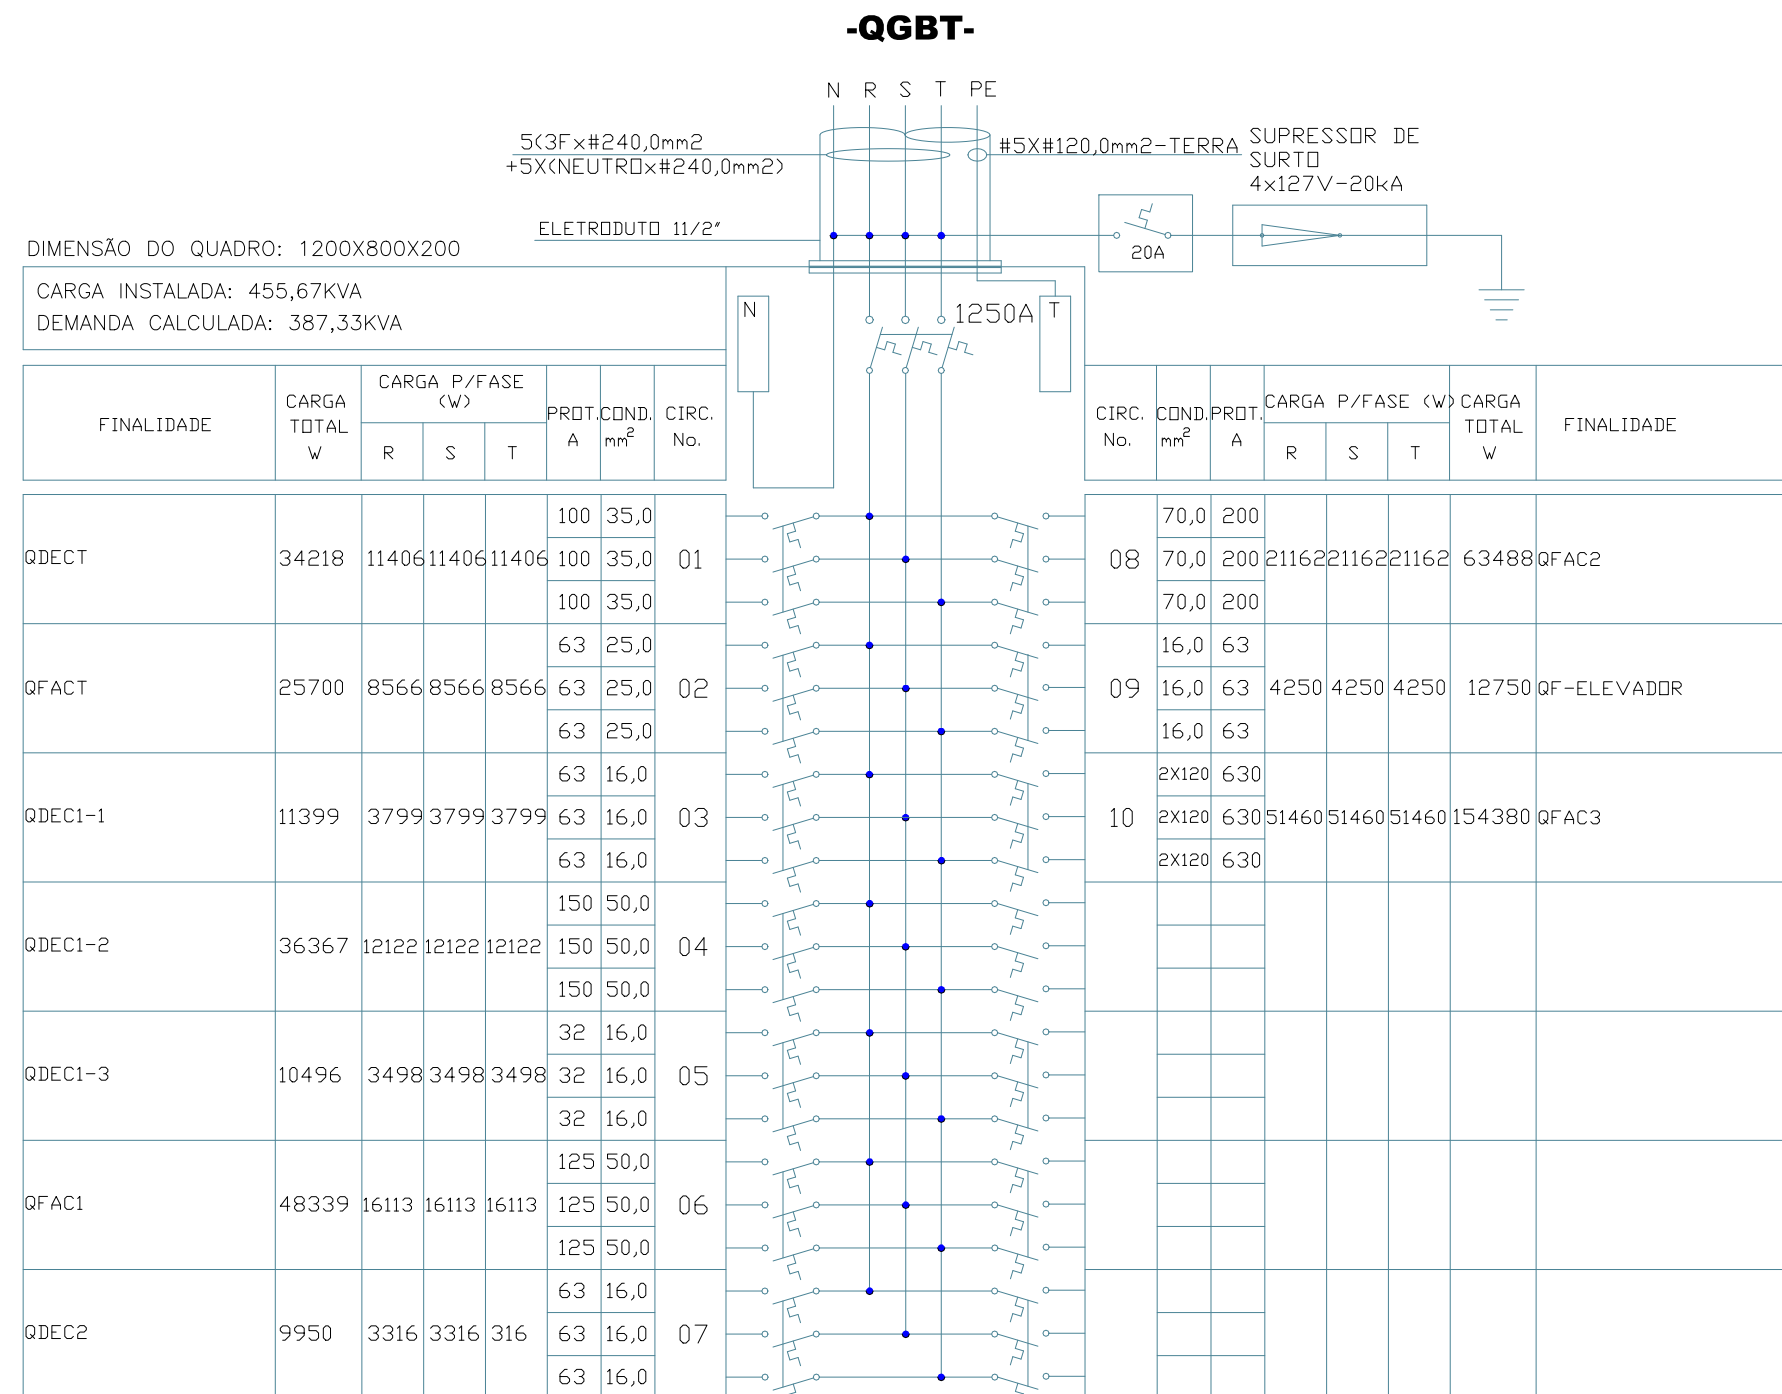 -QGBT-
N R S T PE
5(3Fx#240,0mm2
+5X(NEUTROx#240,0mm2)
#5X#120,0mm2-TERRA
SUPRESSOR DE
SURTO
4x127V-20kA
ELETRODUTO 11/2"
20A
DIMENSÃO DO QUADRO: 1200X800X200
CARGA INSTALADA: 455,67KVA
DEMANDA CALCULADA: 387,33KVA
N
1250A
T
FINALIDADE
CARGA
TOTAL
W
CARGA P/FASE
(W)
R S T
PROT.
A
COND.
mm2
CIRC.
No.
CIRC.
No.
COND.
mm2
PROT.
A
CARGA P/FASE (W)
R S T
CARGA
TOTAL
W
FINALIDADE
100 35,0
QDECT 34218 11406 11406 11406 100 35,0 01
100 35,0
70,0 200
08 70,0 200 21162 21162 21162 63488 QFAC2
70,0 200
63 25,0
QFACT 25700 8566 8566 8566 63 25,0 02
63 25,0
16,0 63
09 16,0 63 4250 4250 4250 12750 QF-ELEVADOR
16,0 63
63 16,0
QDEC1-1 11399 3799 3799 3799 63 16,0 03
63 16,0
2X120 630
10 2X120 630 51460 51460 51460 154380 QFAC3
2X120 630
150 50,0
QDEC1-2 36367 12122 12122 12122 150 50,0 04
150 50,0
32 16,0
QDEC1-3 10496 3498 3498 3498 32 16,0 05
32 16,0
125 50,0
QFAC1 48339 16113 16113 16113 125 50,0 06
125 50,0
63 16,0
QDEC2 9950 3316 3316 316 63 16,0 07
63 16,0